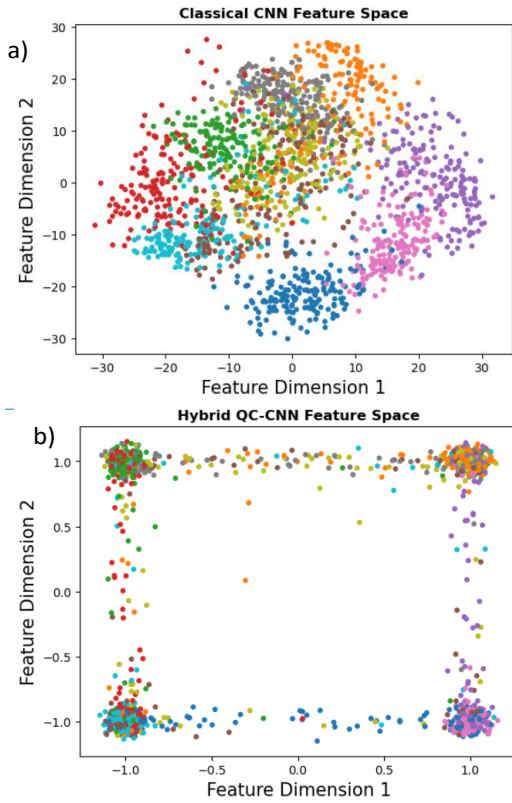 Classical CNN Feature Space
a)
30
20
10
0
−10
−20
−30
Feature Dimension 2
−30 −20 −10 0 10 20 30
Feature Dimension 1
Hybrid QC-CNN Feature Space
b)
1.0
0.5
0.0
−0.5
−1.0
Feature Dimension 2
−1.0 −0.5 0.0 0.5 1.0
Feature Dimension 1